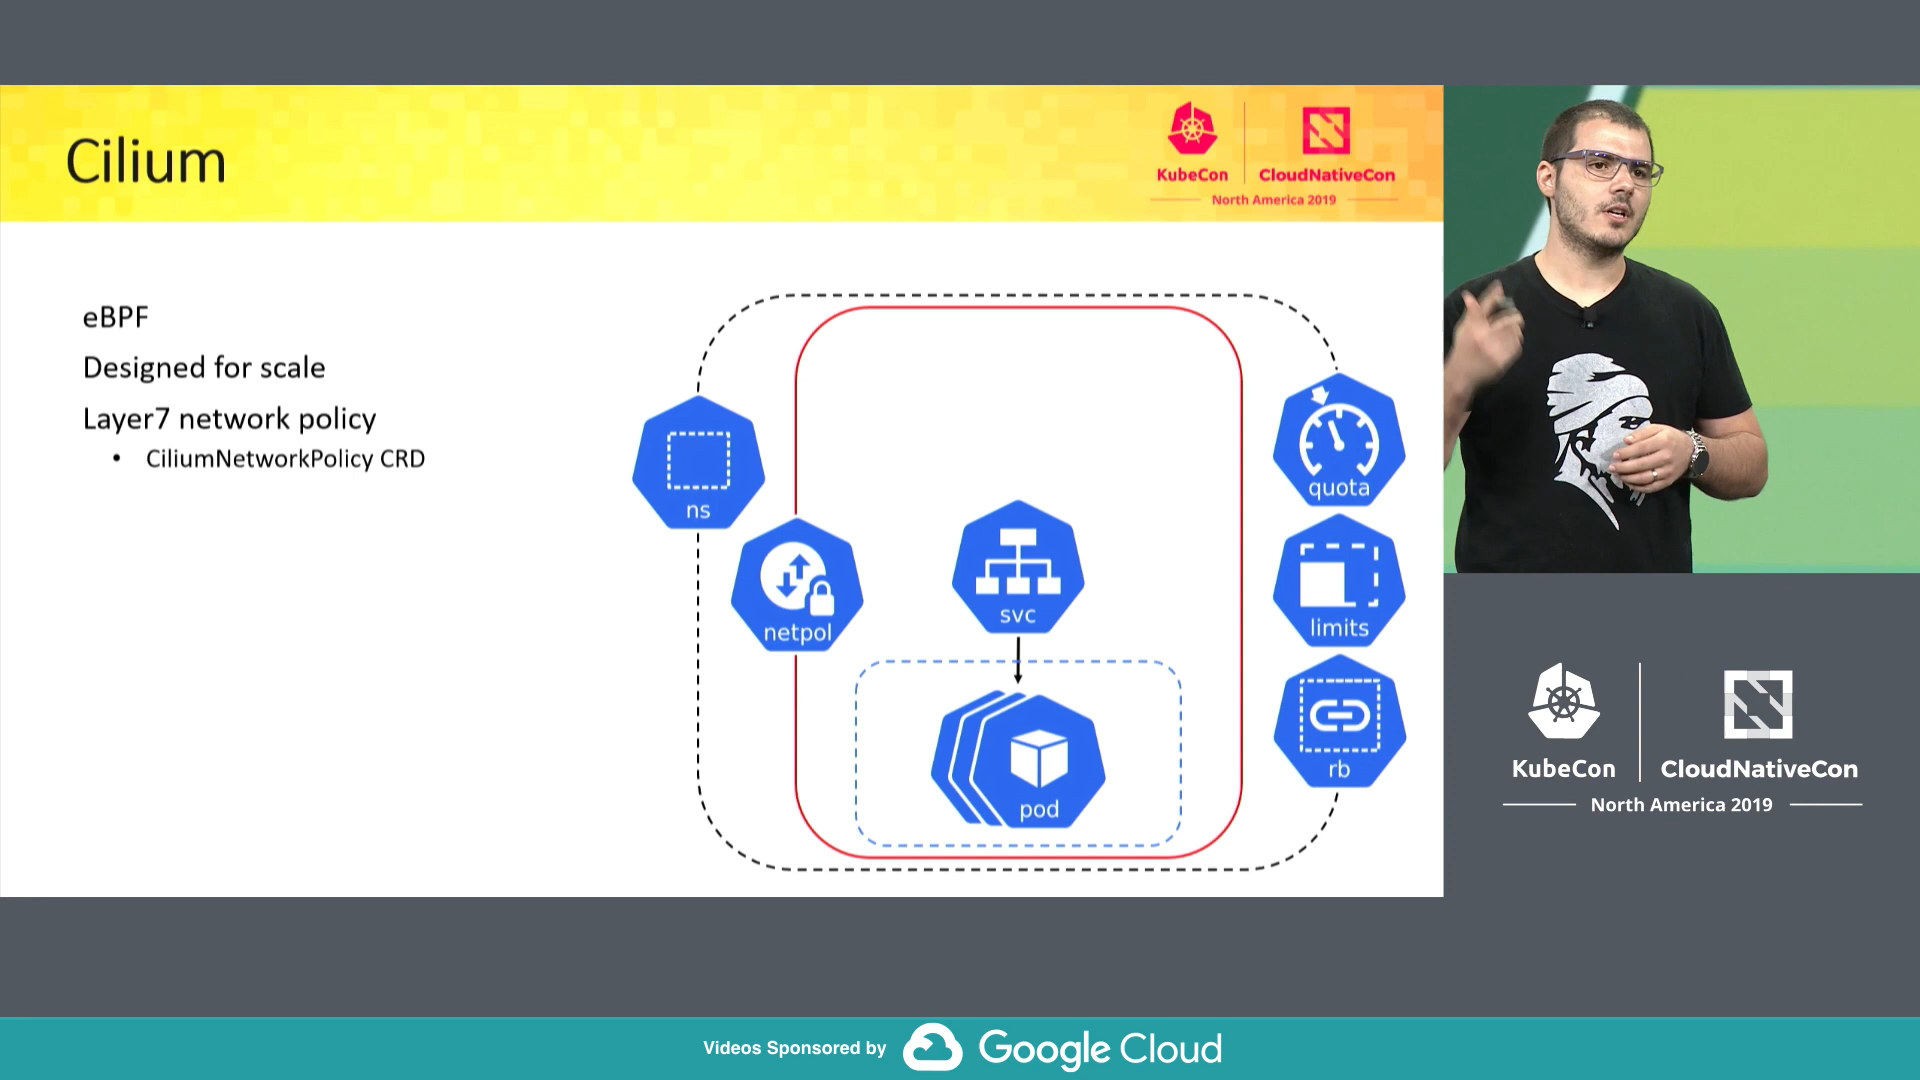 Cilium
KubeCon
CloudNativeCon
North America 2019
eBPF
Designed for scale
Layer7 network policy
• CiliumNetworkPolicy CRD
ns
netpol
svc
pod
quota
limits
rb
KubeCon
CloudNativeCon
North America 2019
Videos Sponsored by Google Cloud